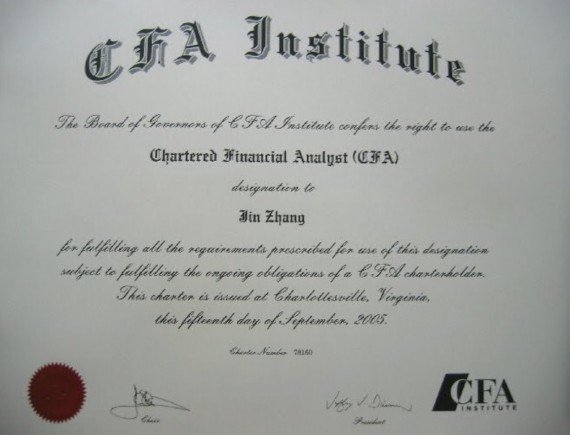 CFA Institute
The Board of Governors of CFA Institute confers the right to use the
Chartered Financial Analyst (CFA)
designation to
Jin Zhang
for fulfilling all the requirements prescribed for use of this designation
subject to fulfilling the ongoing obligations of a CFA charterholder.
This charter is issued at Charlottesville, Virginia,
this fifteenth day of September, 2005.
Charter Number 78160
Chair
President
CFA
INSTITUTE